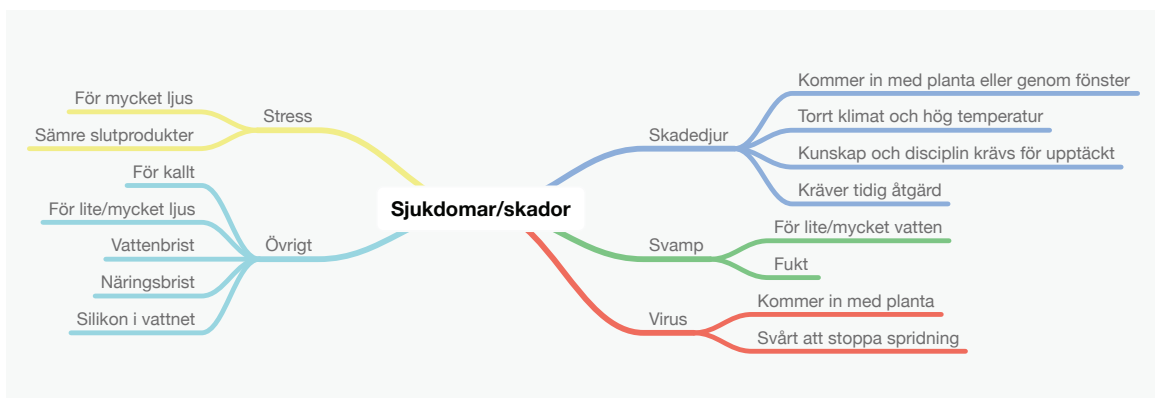 Sjukdomar/skador
Stress
För mycket ljus
Sämre slutprodukter
Övrigt
För kallt
För lite/mycket ljus
Vattenbrist
Näringsbrist
Silikon i vattnet
Skadedjur
Kommer in med planta eller genom fönster
Torrt klimat och hög temperatur
Kunskap och disciplin krävs för upptäckt
Kräver tidig åtgärd
Svamp
För lite/mycket vatten
Fukt
Virus
Kommer in med planta
Svårt att stoppa spridning